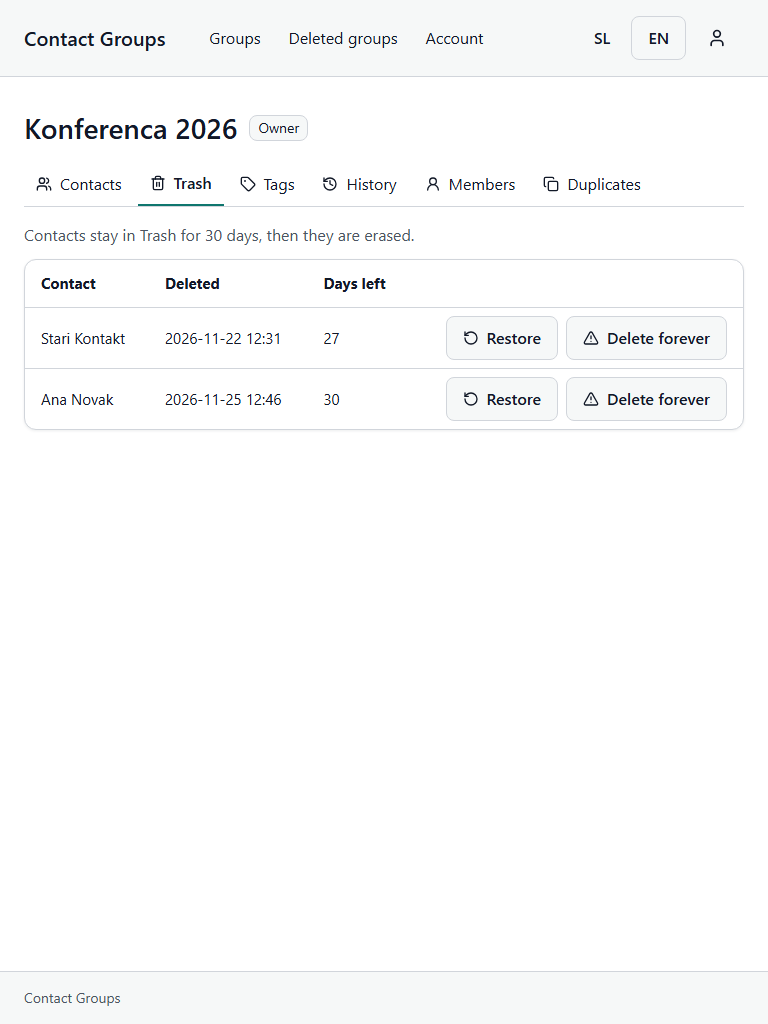 Contact Groups Groups Deleted groups Account SL EN
Konferenca 2026 Owner
Contacts Trash Tags History Members Duplicates
Contacts stay in Trash for 30 days, then they are erased.
Contact Deleted Days left
Stari Kontakt 2026-11-22 12:31 27 Restore Delete forever
Ana Novak 2026-11-25 12:46 30 Restore Delete forever
Contact Groups